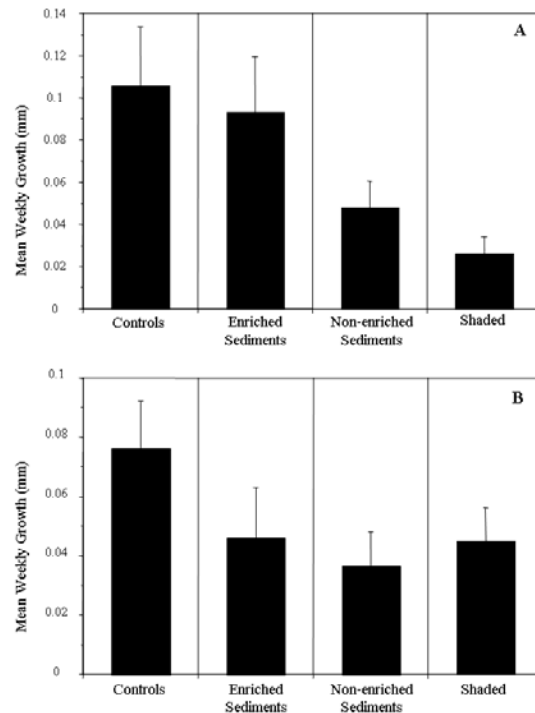 0.14
A
0.12
0.1
0.08
0.06
0.04
0.02
0
Mean Weekly Growth (mm)
Controls
Enriched
Sediments
Non-enriched
Sediments
Shaded
0.1
B
0.08
0.06
0.04
0.02
0
Mean Weekly Growth (mm)
Controls
Enriched
Sediments
Non-enriched
Sediments
Shaded